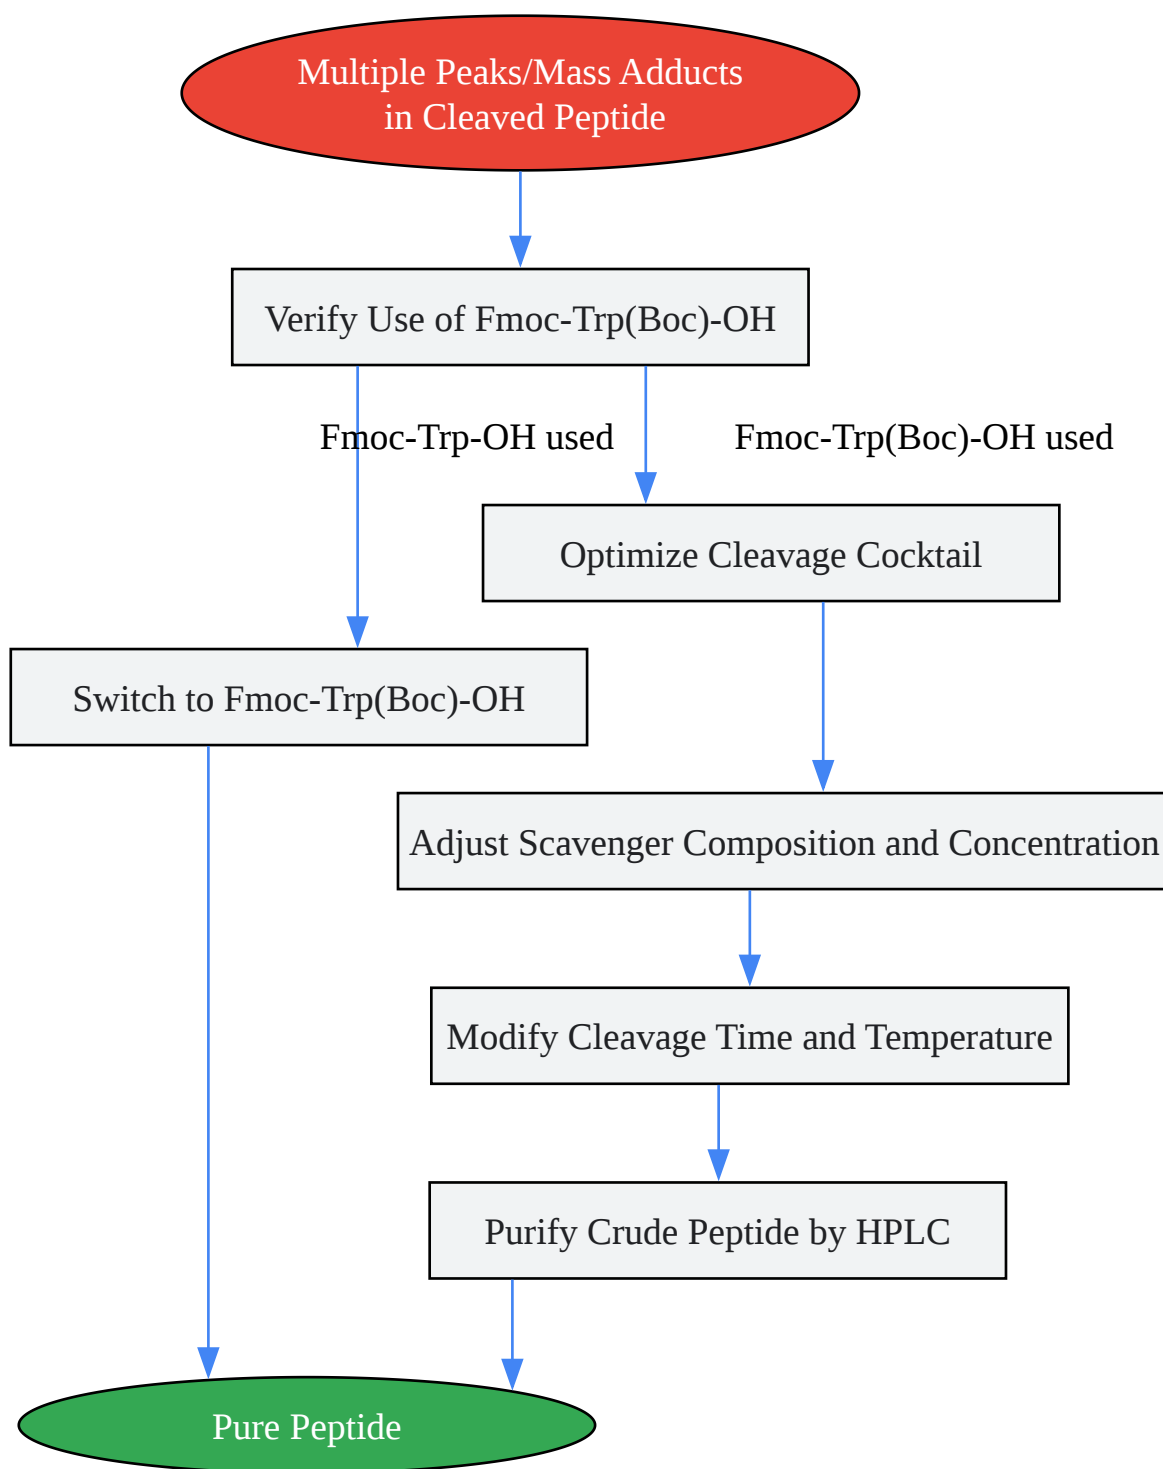 Multiple Peaks/Mass Adducts
in Cleaved Peptide
Verify Use of Fmoc-Trp(Boc)-OH
Fmoc-Trp-OH used
Fmoc-Trp(Boc)-OH used
Optimize Cleavage Cocktail
Switch to Fmoc-Trp(Boc)-OH
Adjust Scavenger Composition and Concentration
Modify Cleavage Time and Temperature
Purify Crude Peptide by HPLC
Pure Peptide